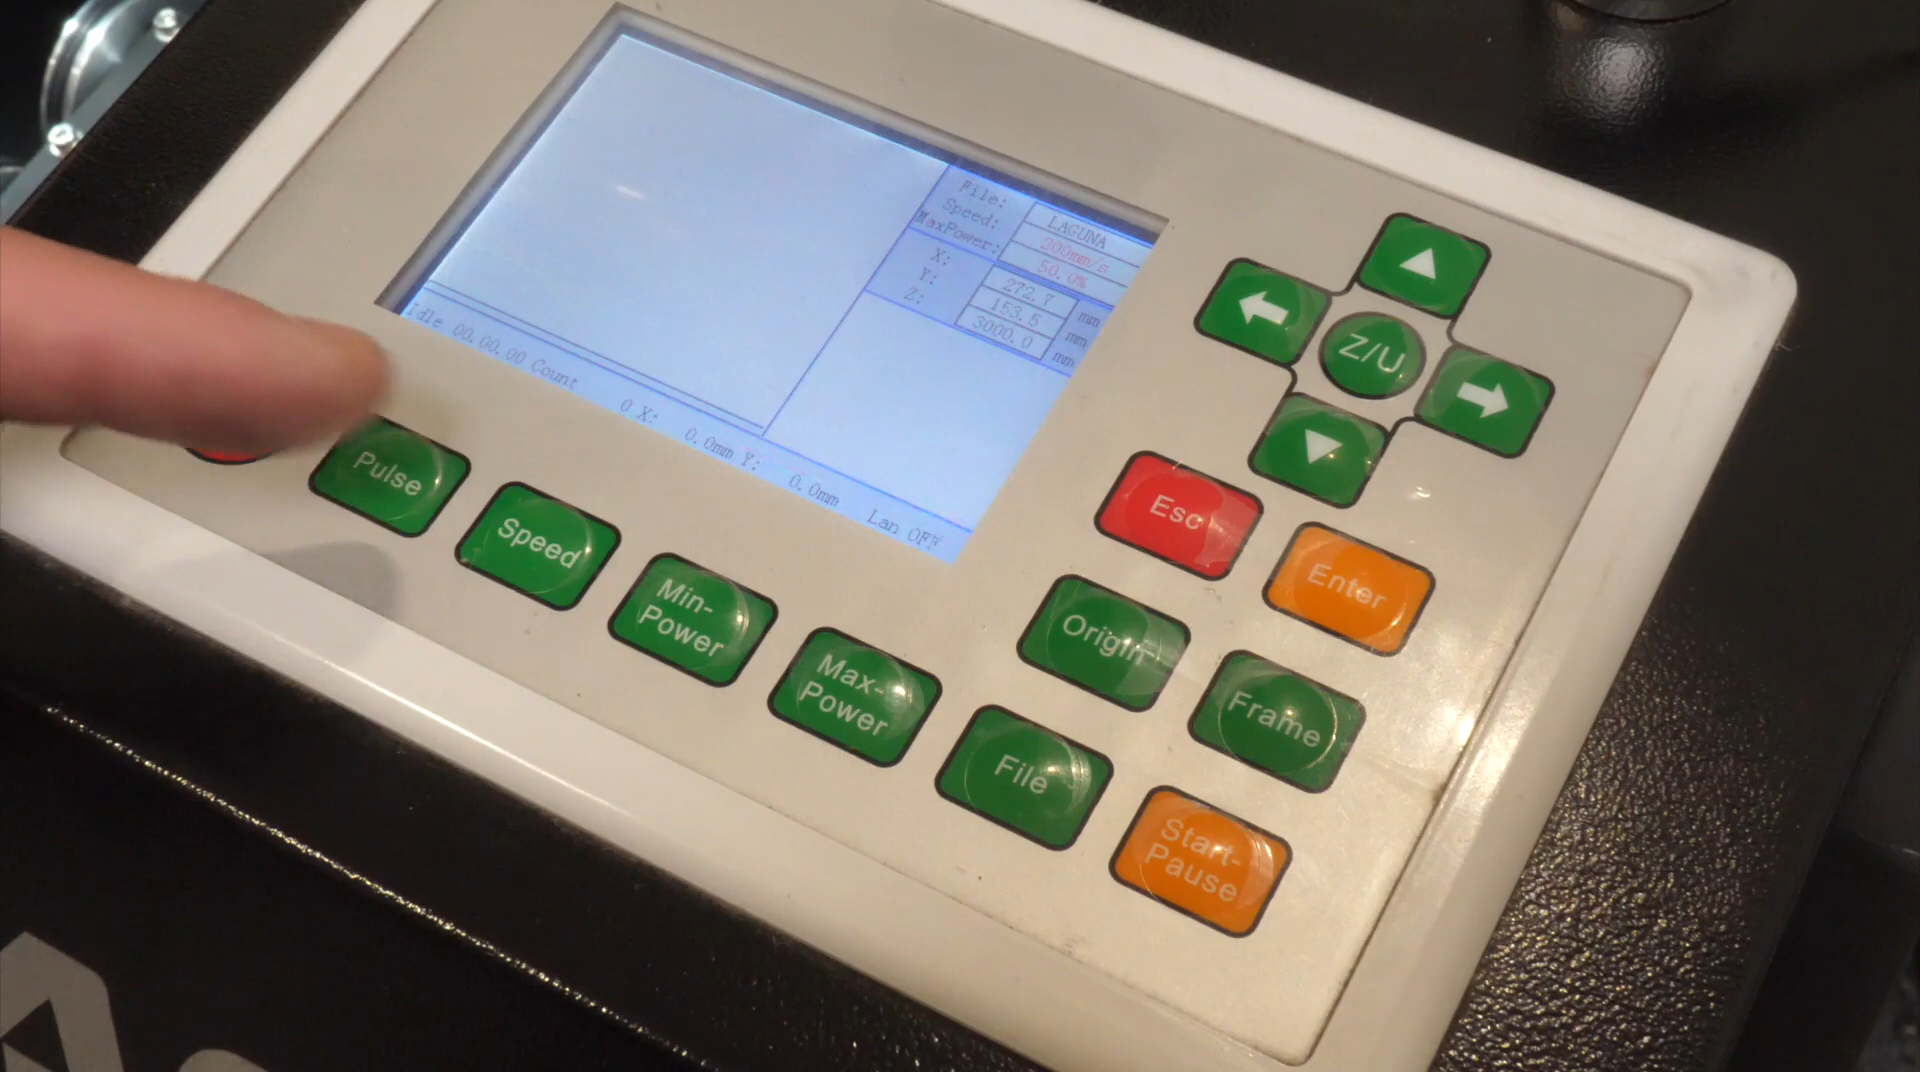 File:
LAGUNA
Speed:
200mm/s
MaxPower:
50.0%
X:
272.7
mm
Y:
153.5
mm
Z:
3000.0
mm
Idle 00.00.00 Count
0 X:
0.0mm Y:
0.0mm
Lan OFF
Z/U
Esc
Enter
Pulse
Speed
Min-
Power
Max-
Power
Origin
Frame
File
Start-
Pause